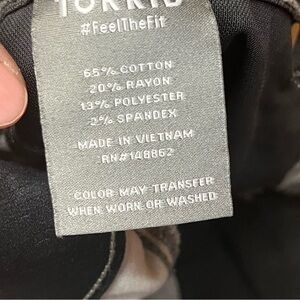 TORRID
#FeelTheFit
65% COTTON
20% RAYON
13% POLYESTER
2% SPANDEX
MADE IN VIETNAM
RN#148862
COLOR MAY TRANSFER
WHEN WORN OR WASHED